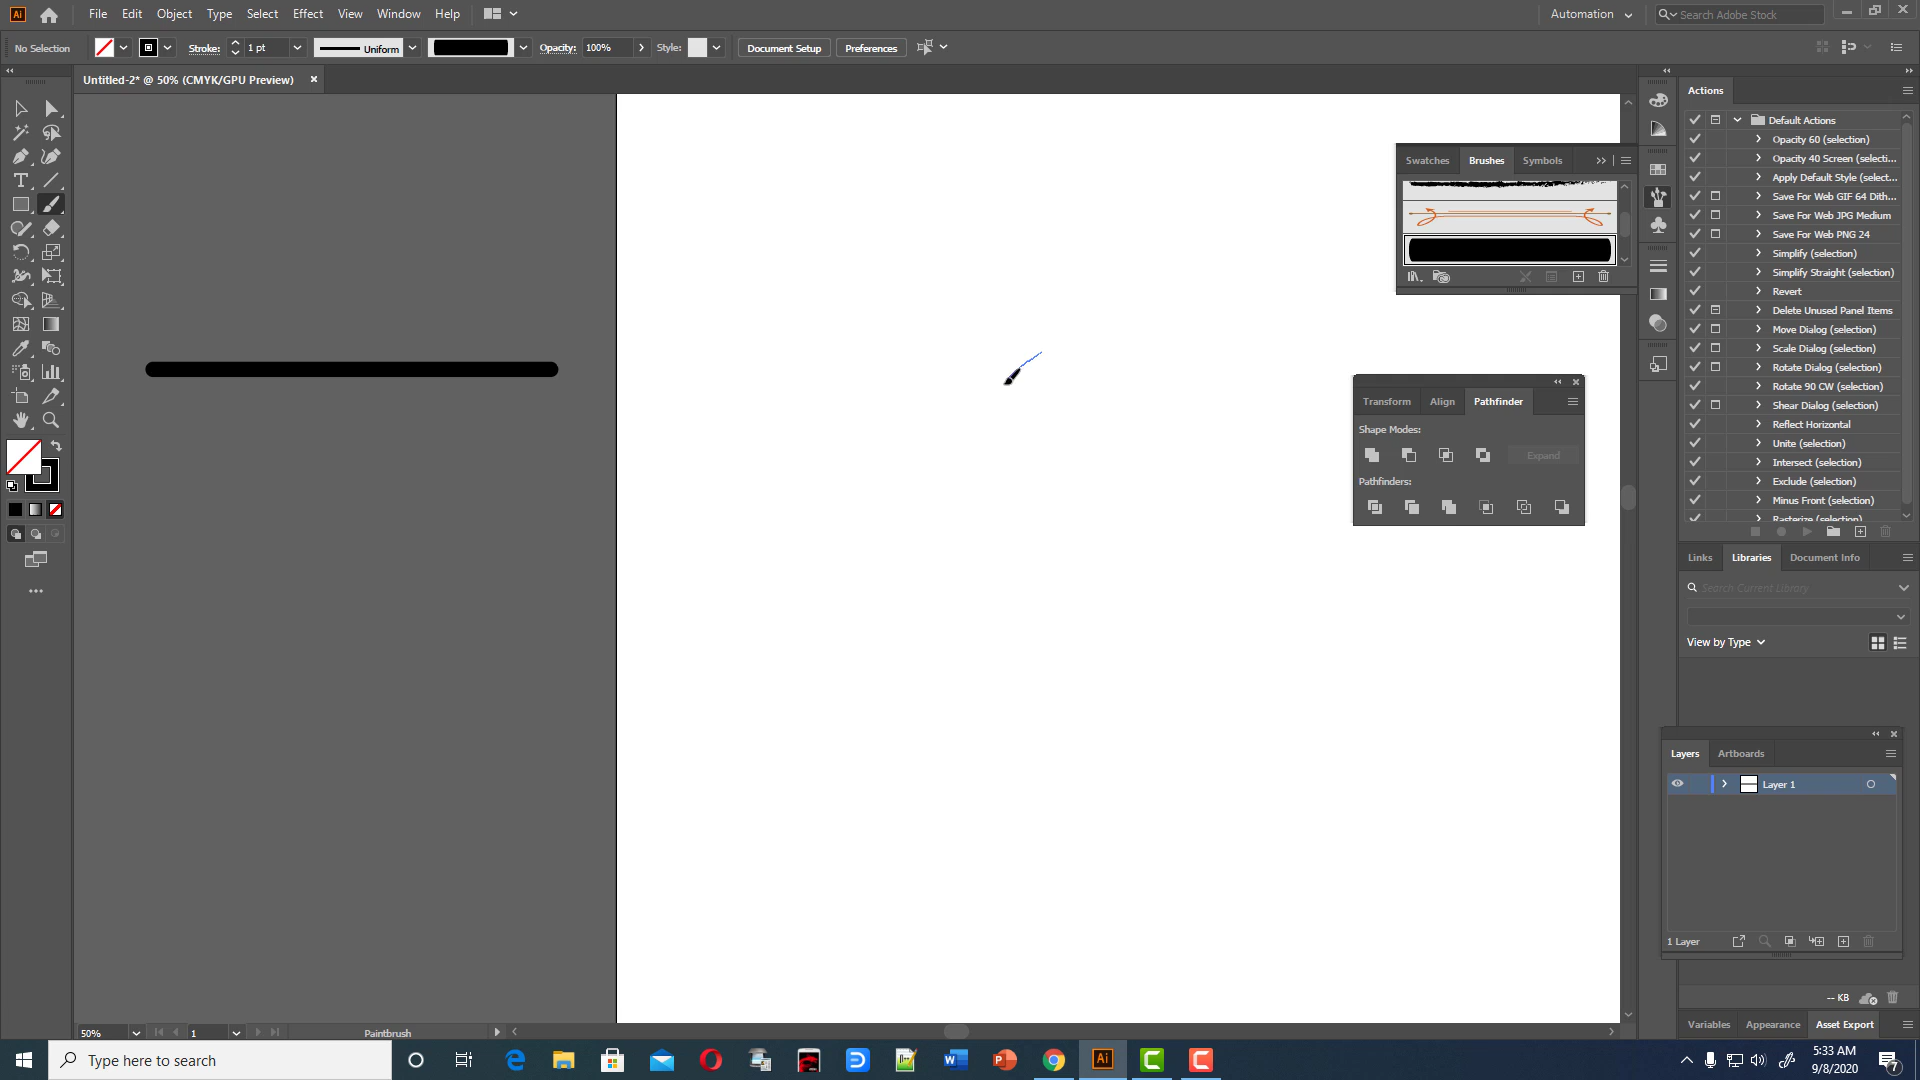 Ai File Edit Object Type Select Effect View Window Help Automation Search Adobe Stock
No Selection Stroke: 1 pt Uniform Opacity: 100% Style: Document Setup Preferences
Untitled-2* @ 50% (CMYK/GPU Preview) ×
Actions
Default Actions
Opacity 60 (selection)
Opacity 40 Screen (selecti...
Apply Default Style (select...
Save For Web GIF 64 Dith...
Save For Web JPG Medium
Save For Web PNG 24
Simplify (selection)
Simplify Straight (selection)
Revert
Delete Unused Panel Items
Move Dialog (selection)
Scale Dialog (selection)
Rotate Dialog (selection)
Rotate 90 CW (selection)
Shear Dialog (selection)
Reflect Horizontal
Unite (selection)
Intersect (selection)
Exclude (selection)
Minus Front (selection)
Rasterize (selection)
Swatches Brushes Symbols
Transform Align Pathfinder
Shape Modes:
Expand
Pathfinders:
Links Libraries Document Info
Search Current Library
View by Type
Layers Artboards
Layer 1
1 Layer
-- KB
Variables Appearance Asset Export
50% 1 Paintbrush
Type here to search
5:33 AM
9/8/2020
7